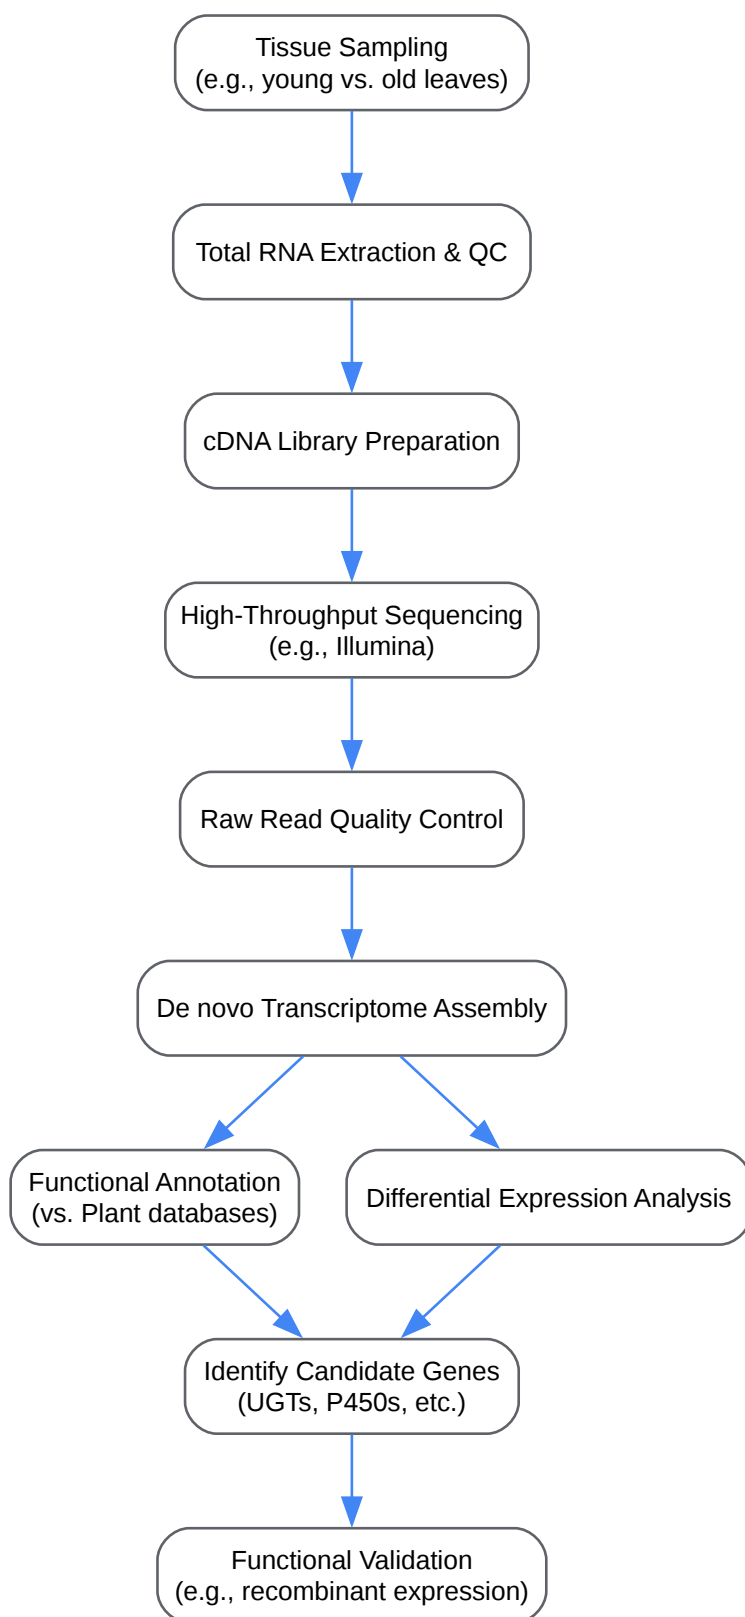 Tissue Sampling
(e.g., young vs. old leaves)
Total RNA Extraction & QC
cDNA Library Preparation
High-Throughput Sequencing
(e.g., Illumina)
Raw Read Quality Control
De novo Transcriptome Assembly
Functional Annotation
(vs. Plant databases)
Differential Expression Analysis
Identify Candidate Genes
(UGTs, P450s, etc.)
Functional Validation
(e.g., recombinant expression)